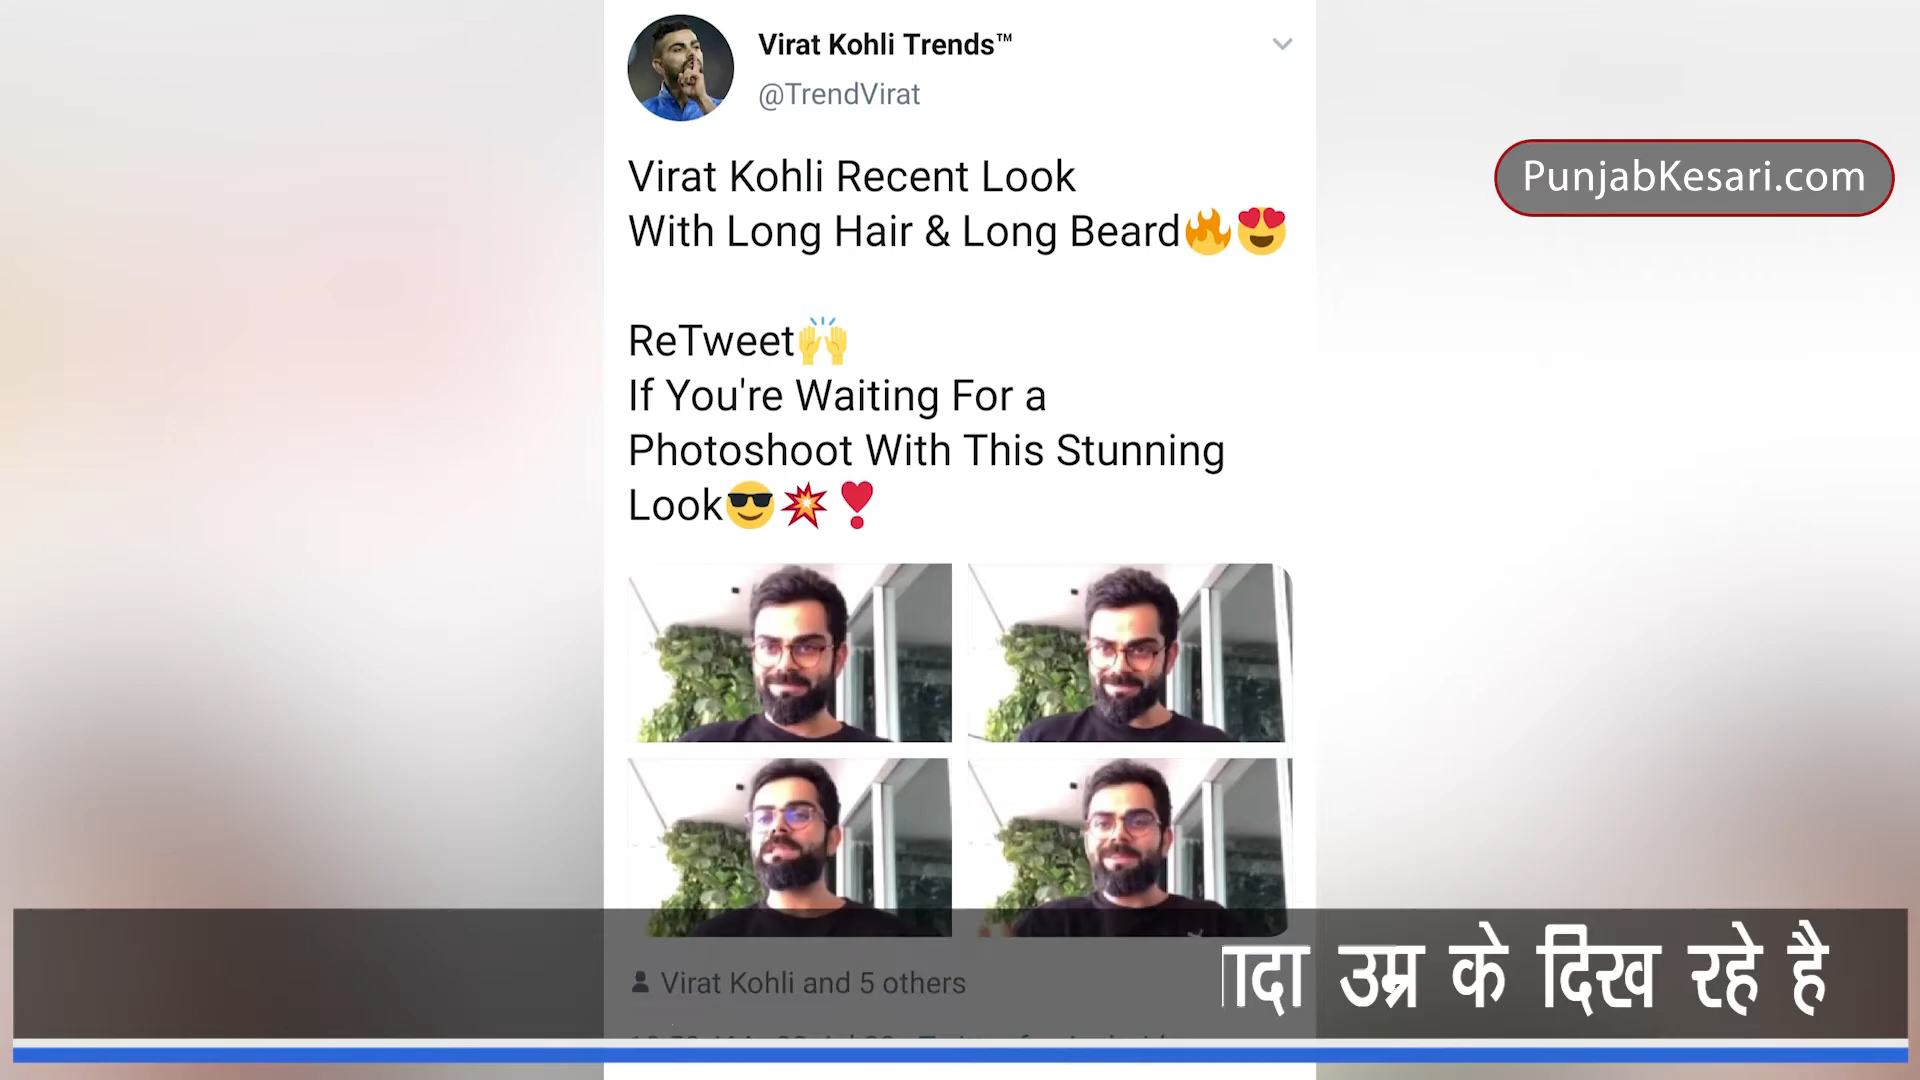 Virat Kohli Trends™
@TrendVirat
PunjabKesari.com
Virat Kohli Recent Look
With Long Hair & Long Beard🔥😍
ReTweet🙌
If You're Waiting For a
Photoshoot With This Stunning
Look😎💥❣
Virat Kohli and 5 others
उम्र के दिख रहे है